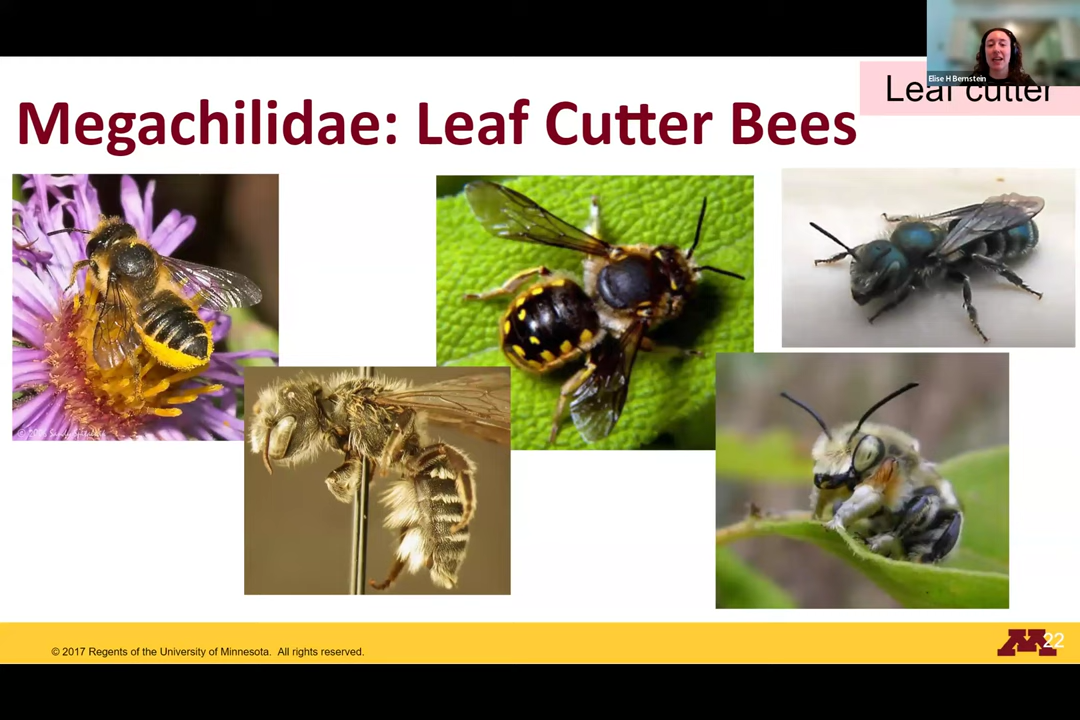 Elise H Bernstein
Leaf cutter
Megachilidae: Leaf Cutter Bees
© 2017 Regents of the University of Minnesota. All rights reserved.
M
22